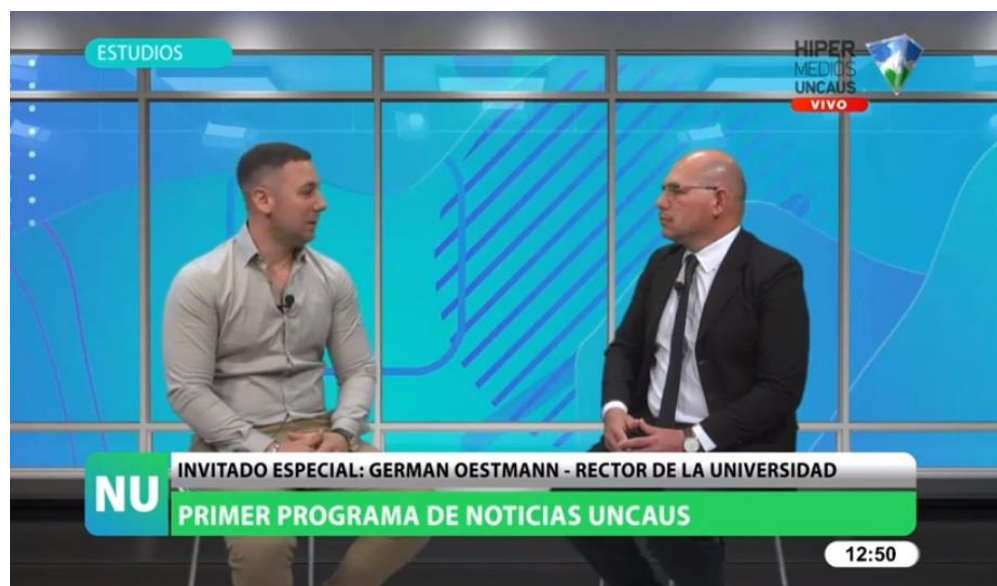 ESTUDIOS
HIPER
MEDIOS
UNCAUS
VIVO
INVITADO ESPECIAL: GERMAN OESTMANN - RECTOR DE LA UNIVERSIDAD
NU
PRIMER PROGRAMA DE NOTICIAS UNCAUS
12:50